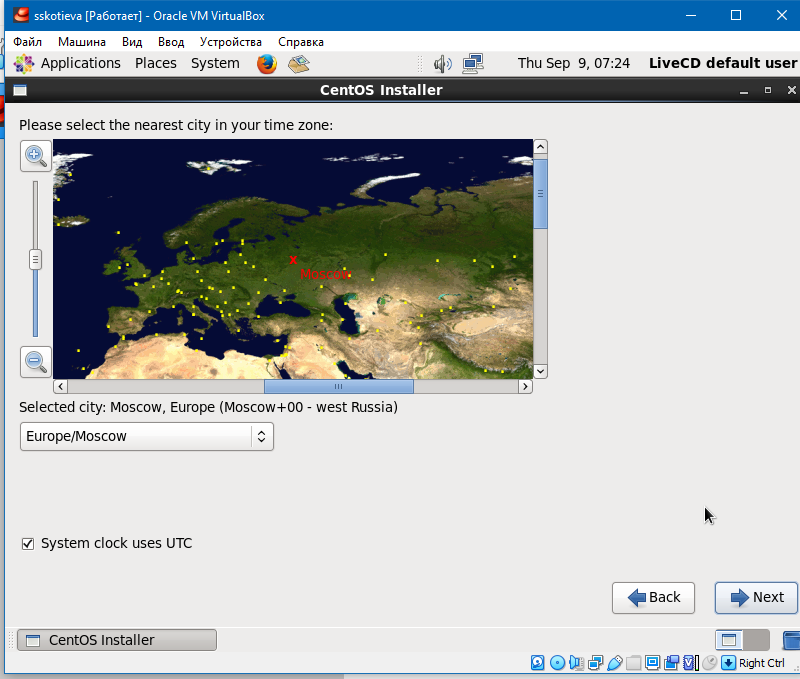 sskotieva [Работает] - Oracle VM VirtualBox
Файл Машина Вид Ввод Устройства Справка
Applications Places System Thu Sep 9, 07:24 LiveCD default user
CentOS Installer
Please select the nearest city in your time zone:
Moscow
Selected city: Moscow, Europe (Moscow+00 - west Russia)
Europe/Moscow
System clock uses UTC
Back Next
CentOS Installer
Right Ctrl